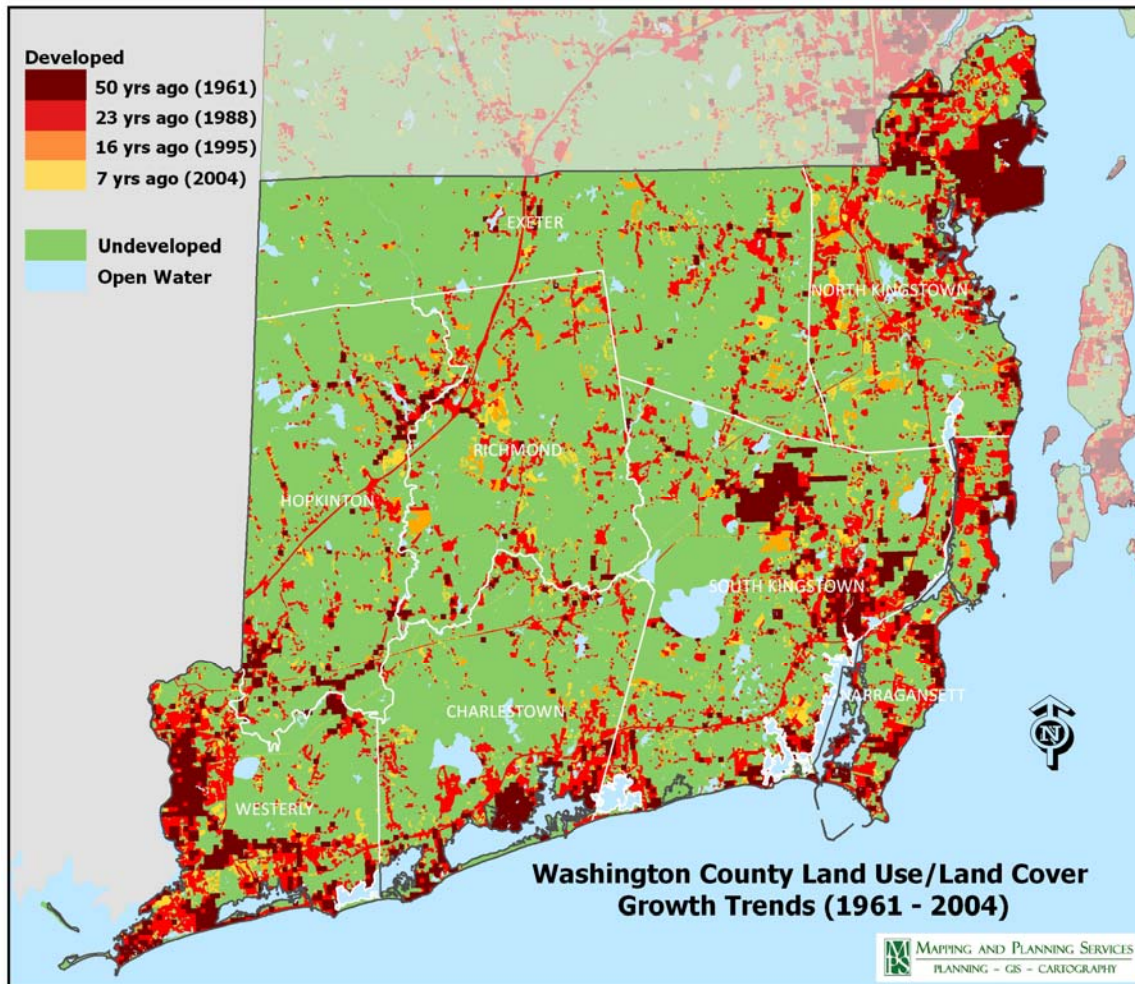 Developed
50 yrs ago (1961)
23 yrs ago (1988)
16 yrs ago (1995)
7 yrs ago (2004)
Undeveloped
Open Water
EXETER
NORTH KINGSTOWN
RICHMOND
HOPKINTON
SOUTH KINGSTOWN
NARRAGANSETT
CHARLESTOWN
WESTERLY
N
Washington County Land Use/Land Cover
Growth Trends (1961 - 2004)
MPS
MAPPING AND PLANNING SERVICES
PLANNING – GIS – CARTOGRAPHY